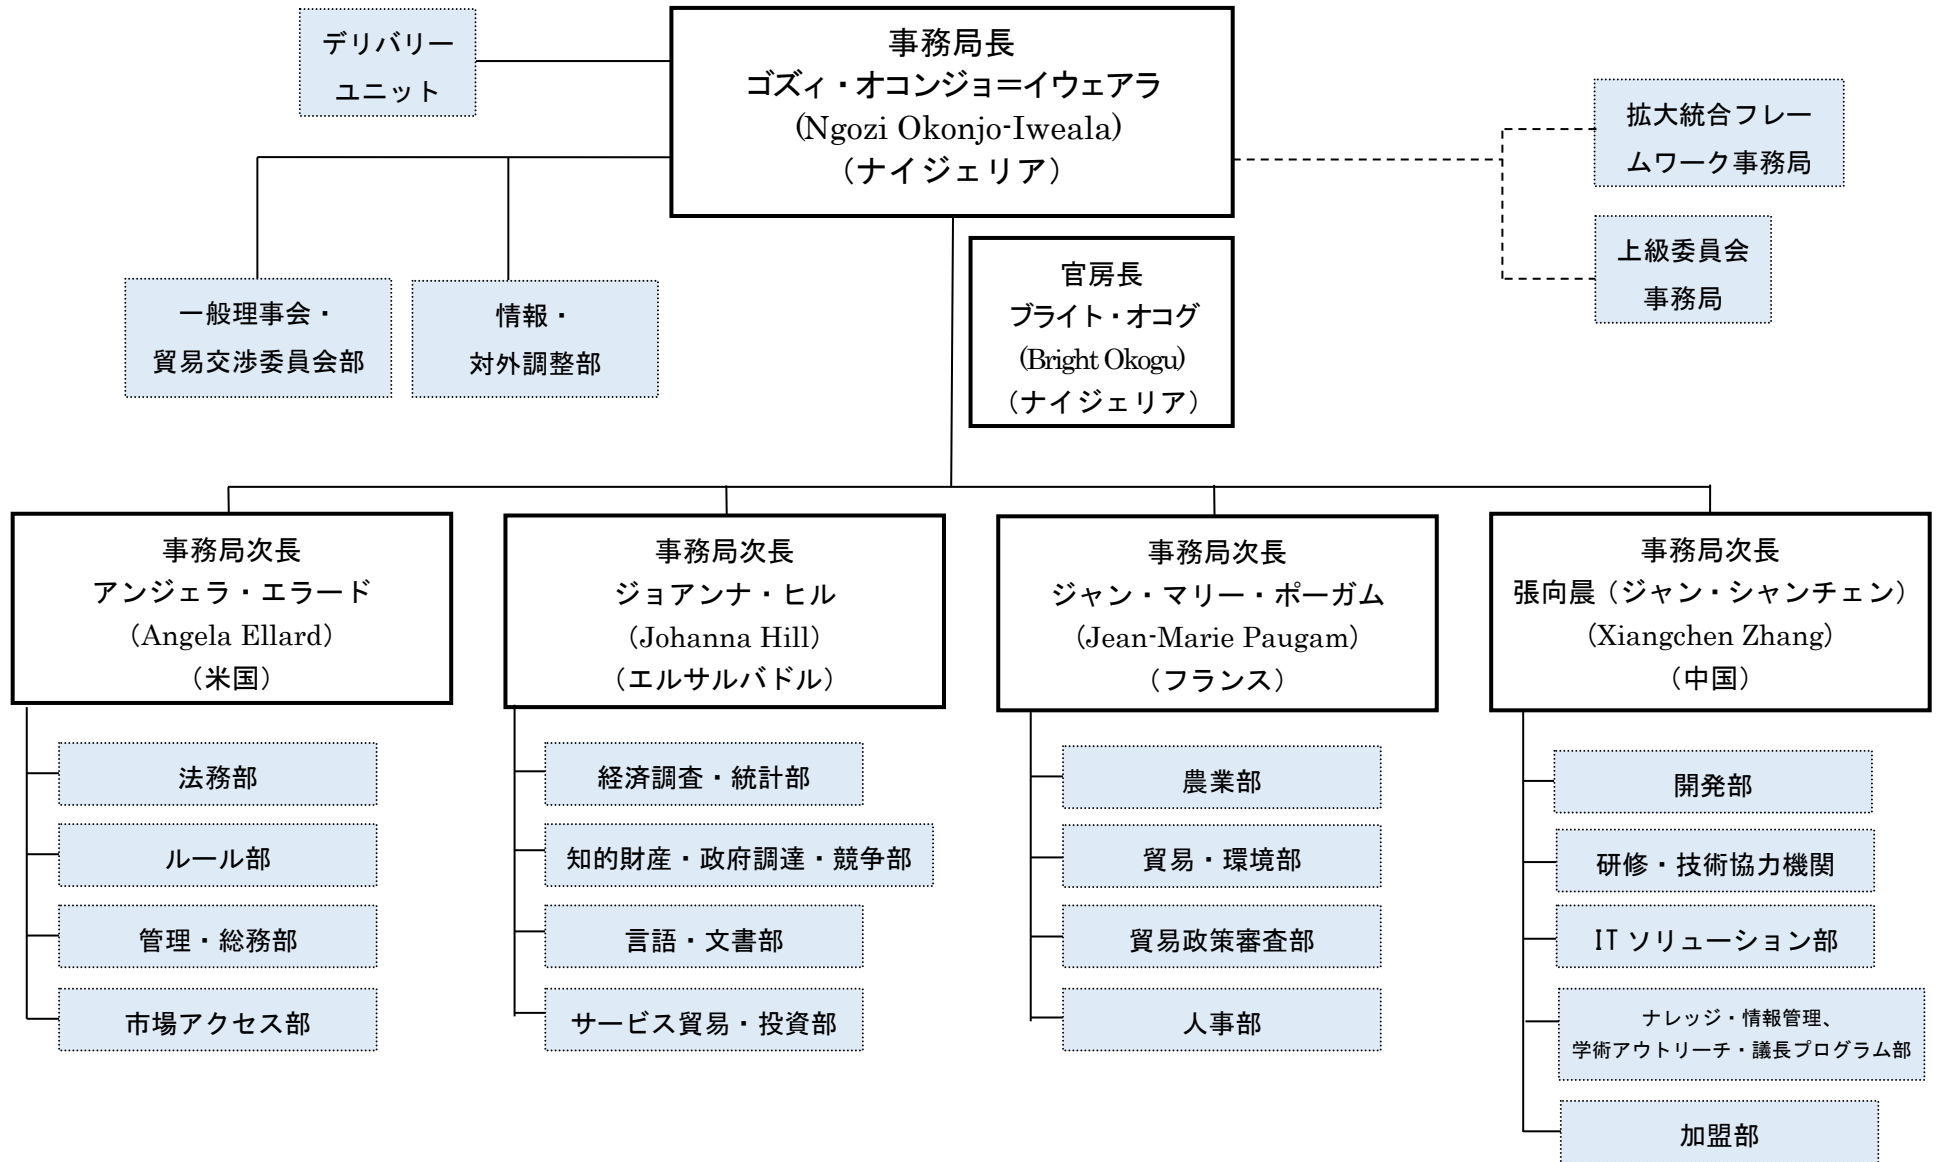 デリバリー
ユニット
事務局長
ゴズィ・オコンジョ＝イウェアラ
(Ngozi Okonjo-Iweala)
（ナイジェリア）
拡大統合フレー
ムワーク事務局
上級委員会
事務局
一般理事会・
貿易交渉委員会部
情報・
対外調整部
官房長
ブライト・オコグ
(Bright Okogu)
（ナイジェリア）
事務局次長
アンジェラ・エラード
（Angela Ellard）
（米国）
法務部
ルール部
管理・総務部
市場アクセス部
事務局次長
ジョアンナ・ヒル
（Johanna Hill）
（エルサルバドル）
経済調査・統計部
知的財産・政府調達・競争部
言語・文書部
サービス貿易・投資部
事務局次長
ジャン・マリー・ポーガム
（Jean-Marie Paugam）
（フランス）
農業部
貿易・環境部
貿易政策審査部
人事部
事務局次長
張向晨（ジャン・シャンチェン）
（Xiangchen Zhang）
（中国）
開発部
研修・技術協力機関
IT ソリューション部
ナレッジ・情報管理、
学術アウトリーチ・議長プログラム部
加盟部